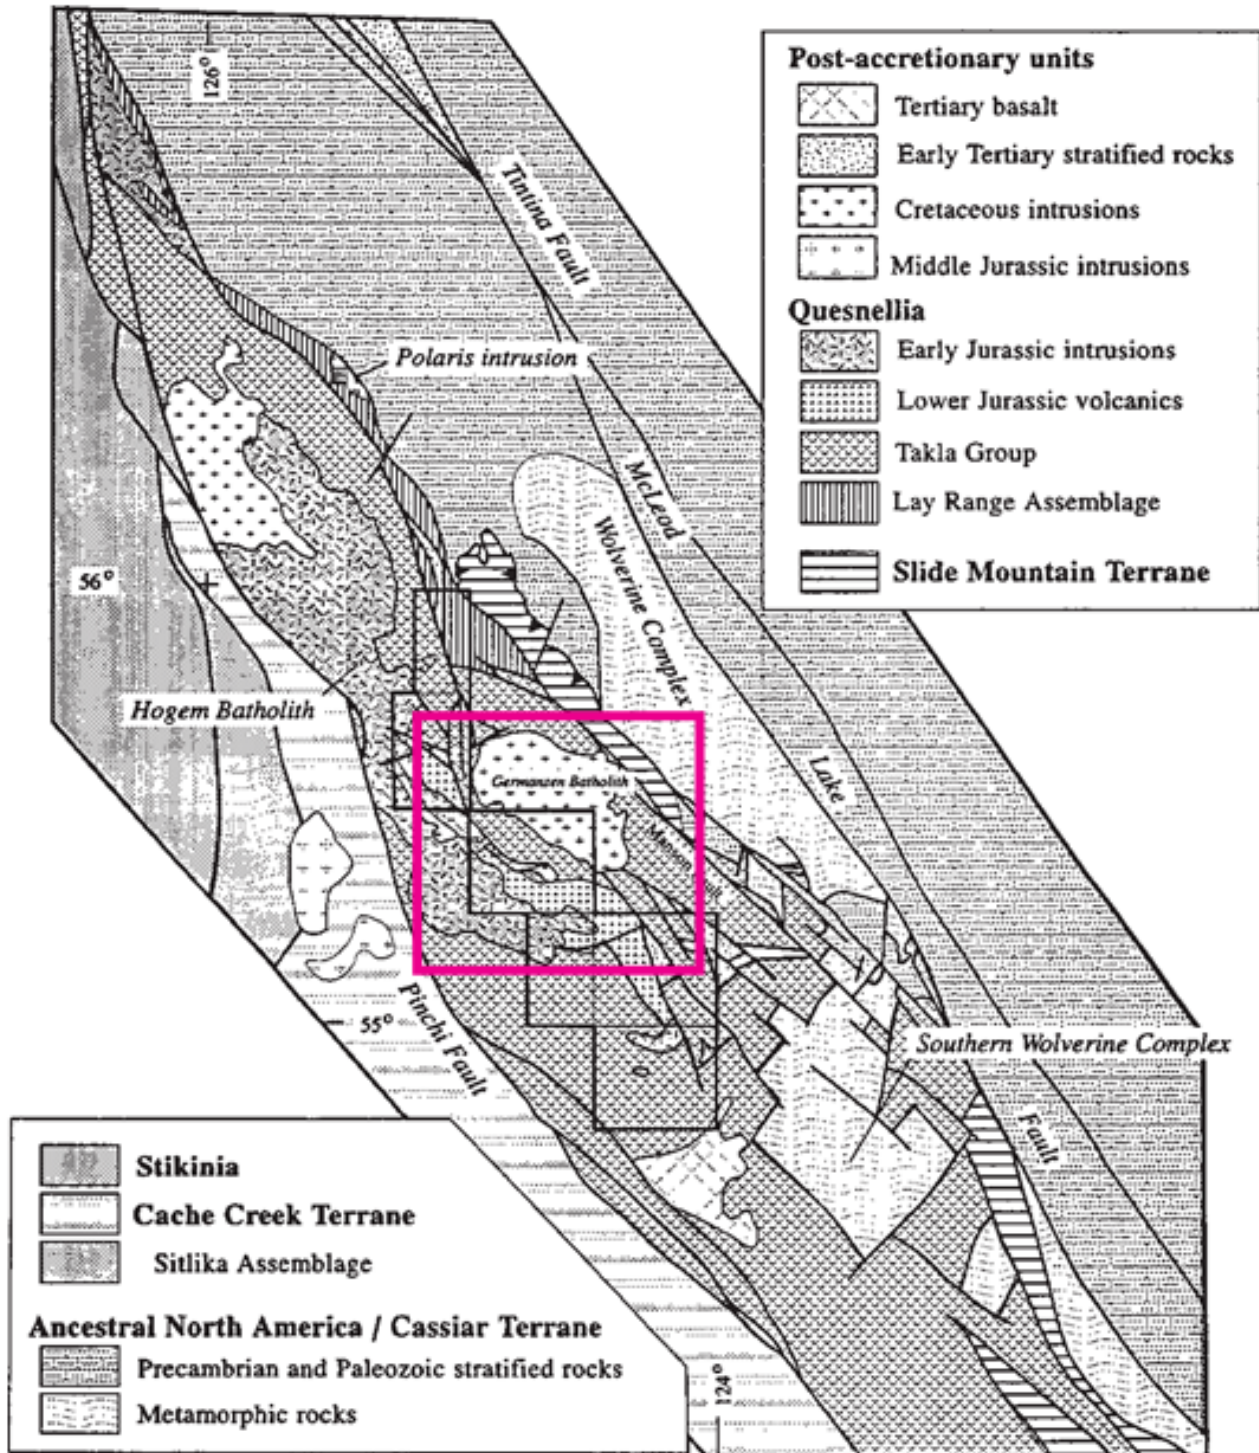 Post-accretionary units
Tertiary basalt
Early Tertiary stratified rocks
Cretaceous intrusions
Middle Jurassic intrusions
Quesnellia
Early Jurassic intrusions
Lower Jurassic volcanics
Takla Group
Lay Range Assemblage
Slide Mountain Terrane
126°
Tintina Fault
Polaris intrusion
McLeod
Wolverine Complex
56°
Hogem Batholith
Lake
Germanzen Batholith
Manson Fault
Pinchi Fault
55°
Southern Wolverine Complex
Fault
124°
Stikinia
Cache Creek Terrane
Sitlika Assemblage
Ancestral North America / Cassiar Terrane
Precambrian and Paleozoic stratified rocks
Metamorphic rocks